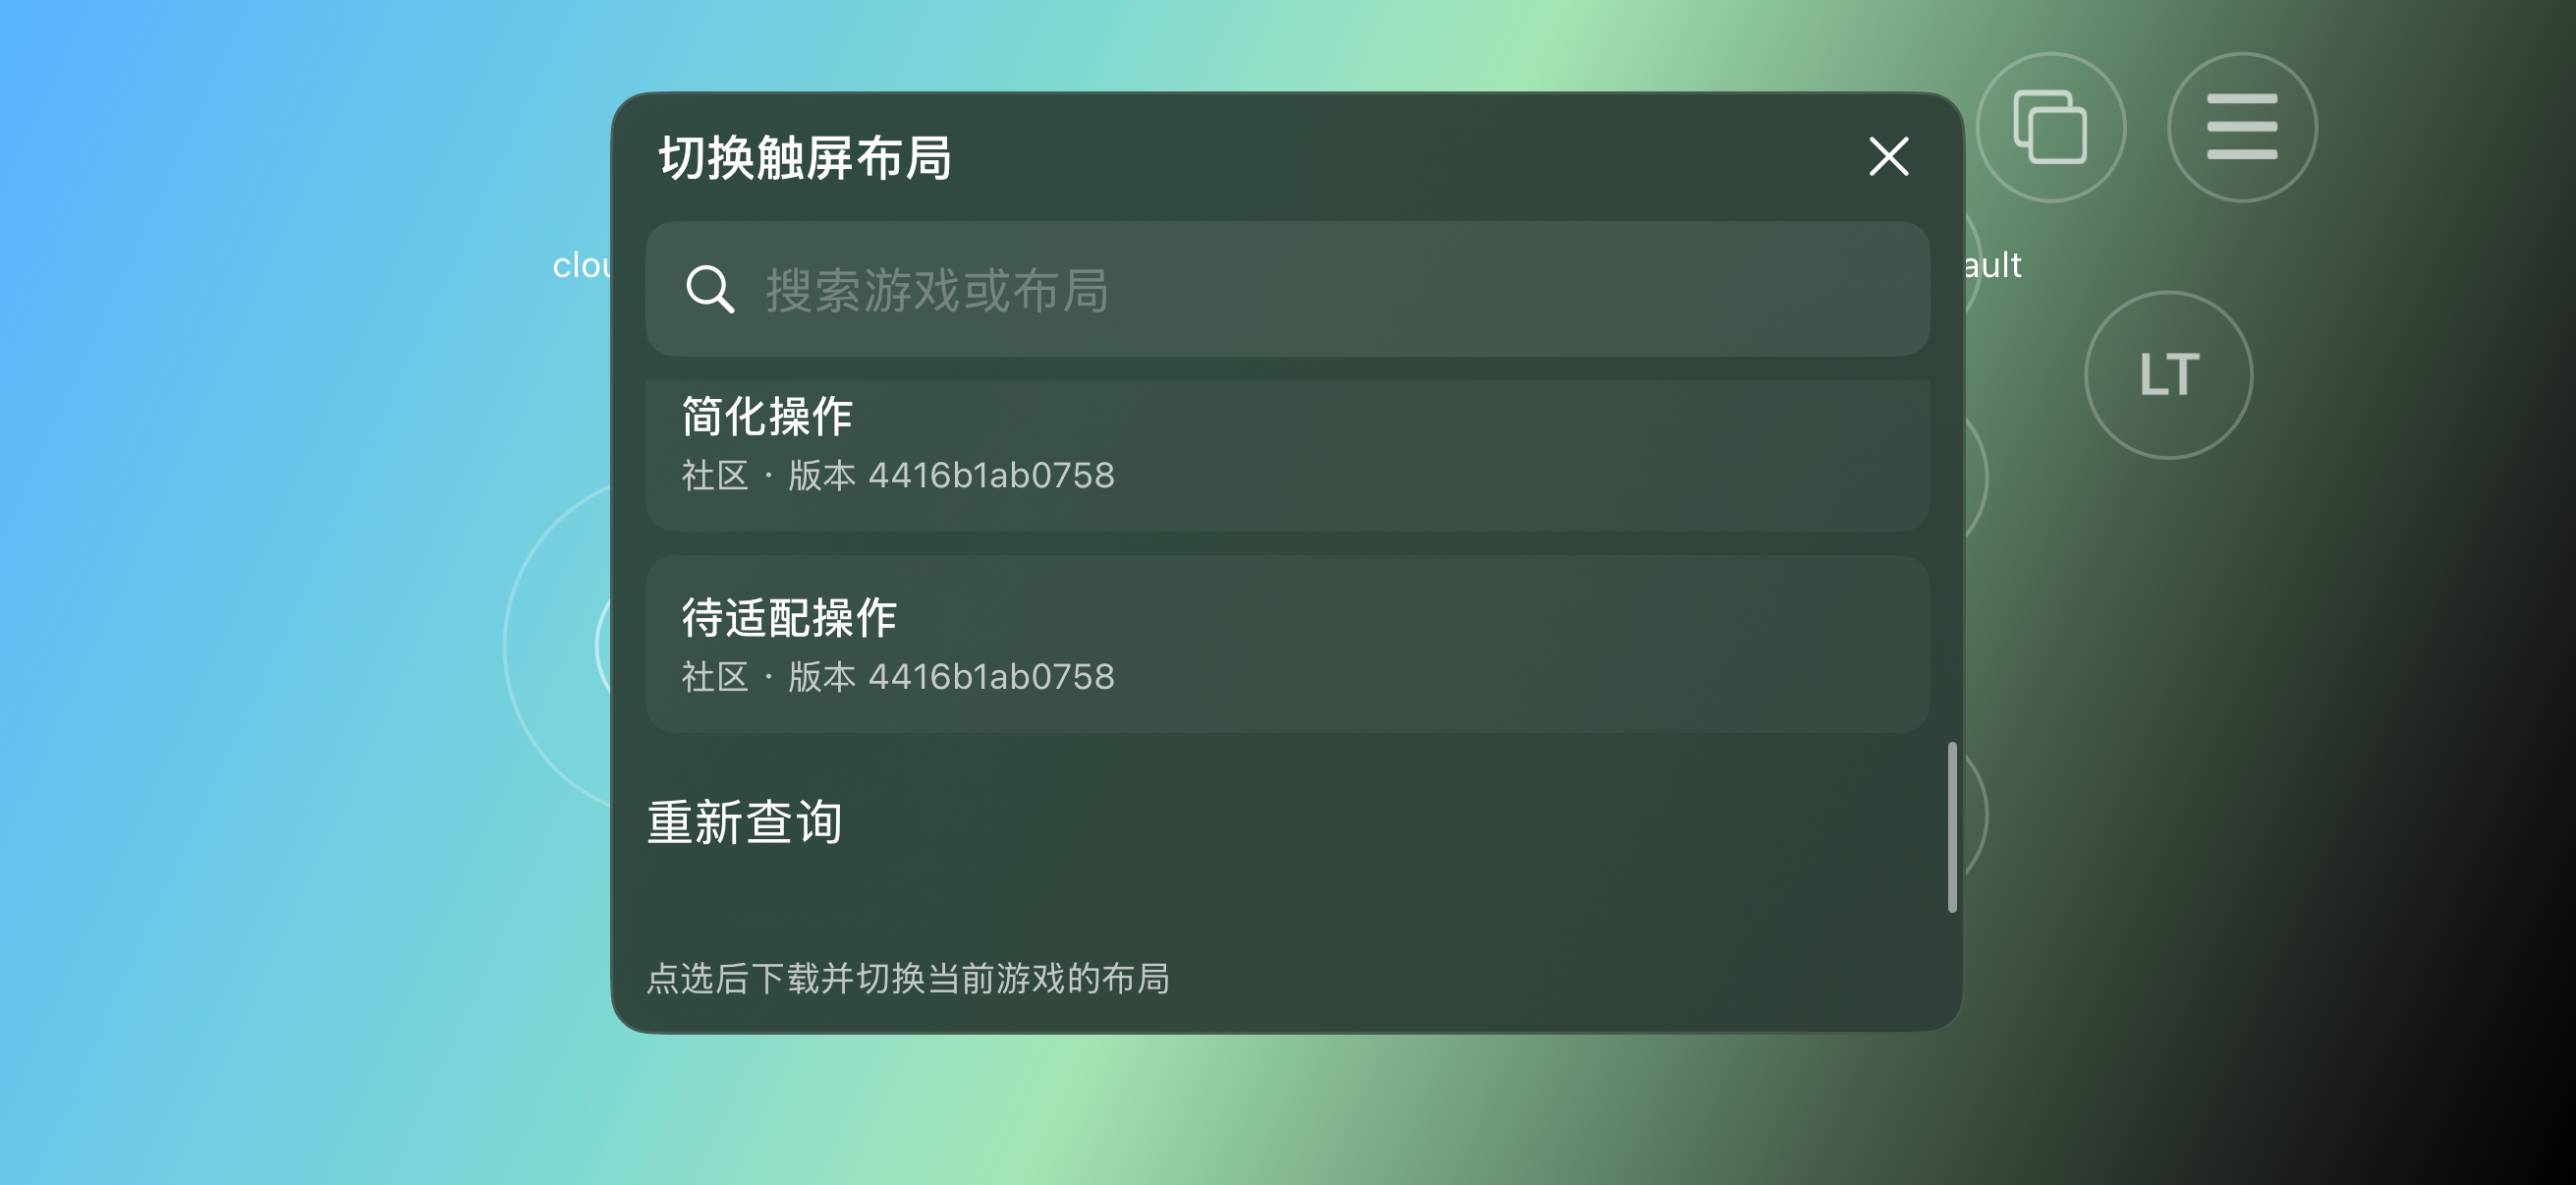 切换触屏布局
clou
搜索游戏或布局
ault
LT
简化操作
社区 · 版本 4416b1ab0758
待适配操作
社区 · 版本 4416b1ab0758
重新查询
点选后下载并切换当前游戏的布局